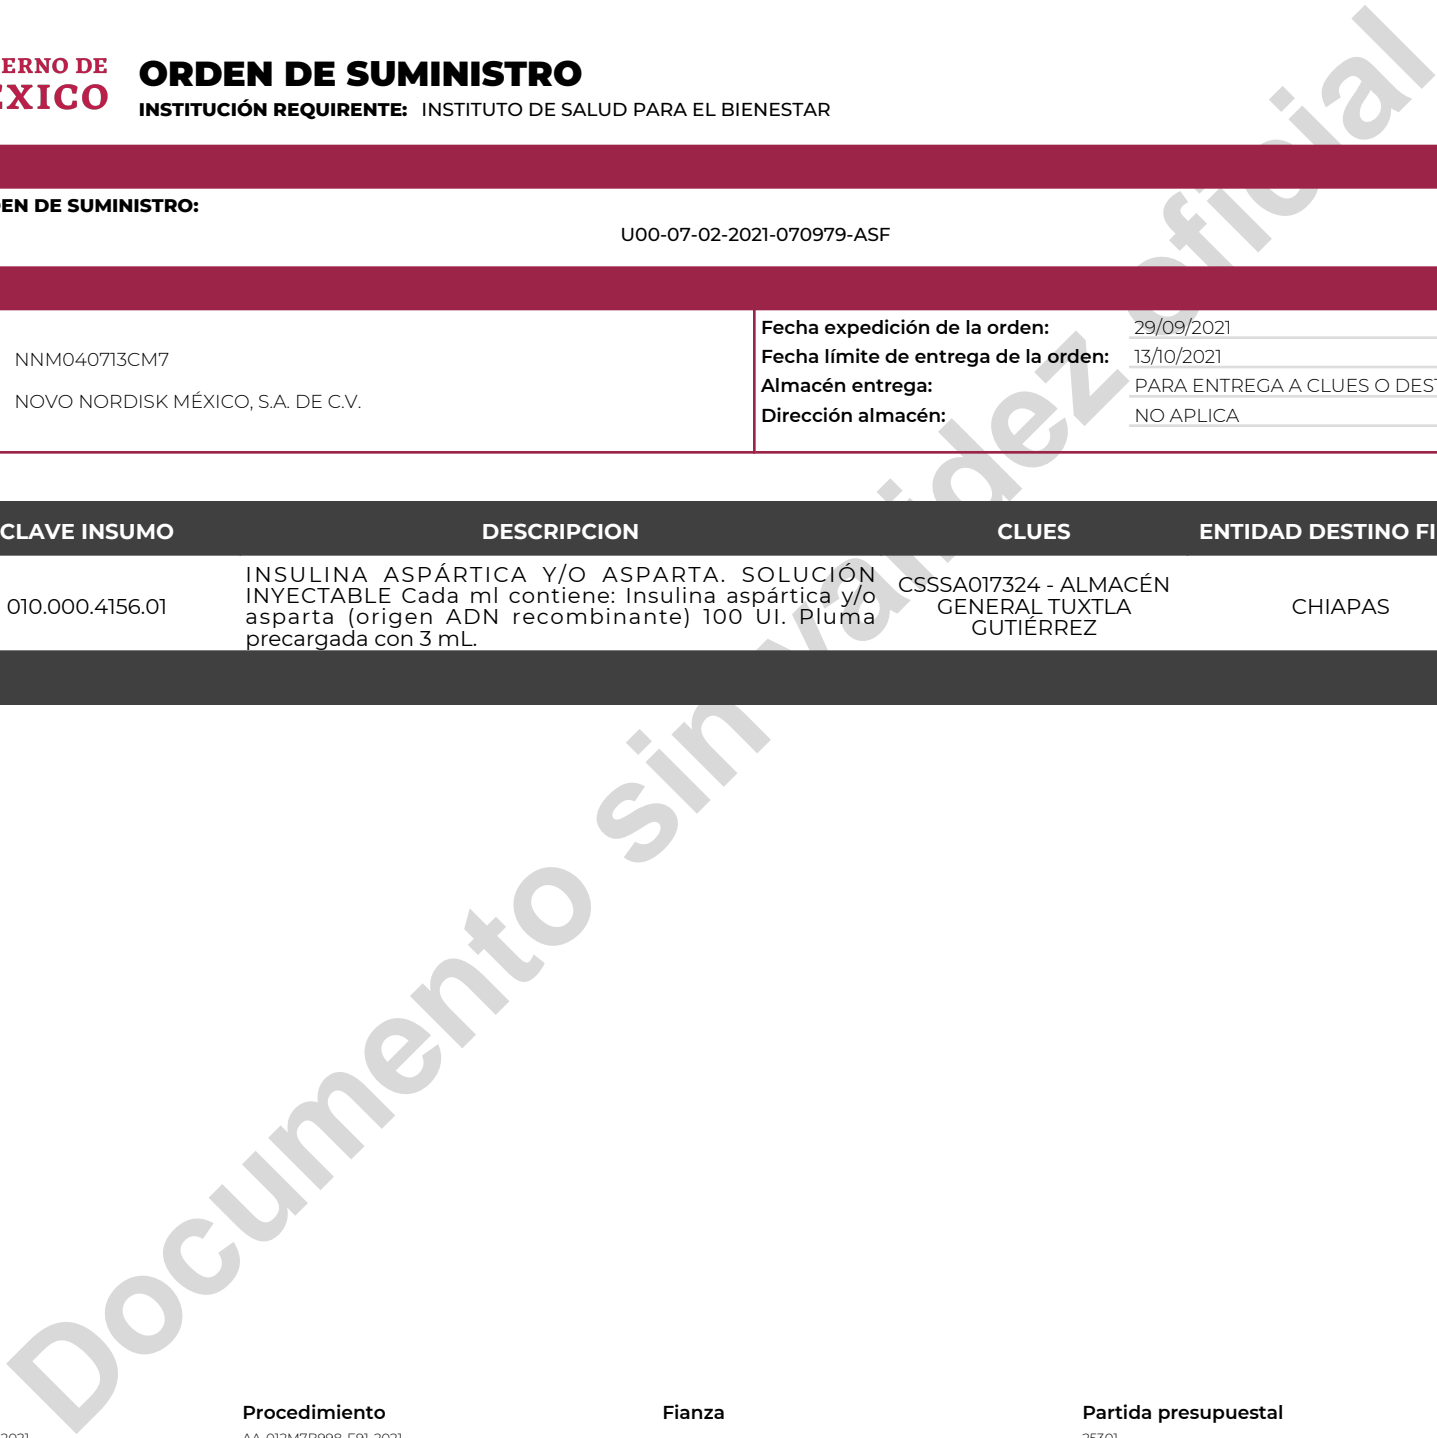 ERNO DE
ORDEN DE SUMINISTRO
INSTITUCIÓN REQUIRENTE: INSTITUTO DE SALUD PARA EL BIENESTAR
EN DE SUMINISTRO:
U00-07-02-2021-070979-ASF
NNM040713CM7
NOVO NORDISK MÉXICO, S.A. DE C.V.
Fecha expedición de la orden: 29/09/2021
Fecha límite de entrega de la orden: 13/10/2021
Almacén entrega: PARA ENTREGA A CLUES O DEST
Dirección almacén: NO APLICA
CLAVE INSUMO DESCRIPCION CLUES ENTIDAD DESTINO FI
010.000.4156.01
INSULINA ASPÁRTICA Y/O ASPARTA. SOLUCIÓN
INYECTABLE Cada ml contiene: Insulina aspártica y/o
asparta (origen ADN recombinante) 100 UI. Pluma
precargada con 3 mL.
CSSSA017324 - ALMACÉN
GENERAL TUXTLA
GUTIÉRREZ
CHIAPAS
Documento sin validez oficial
Procedimiento Fianza Partida presupuestal